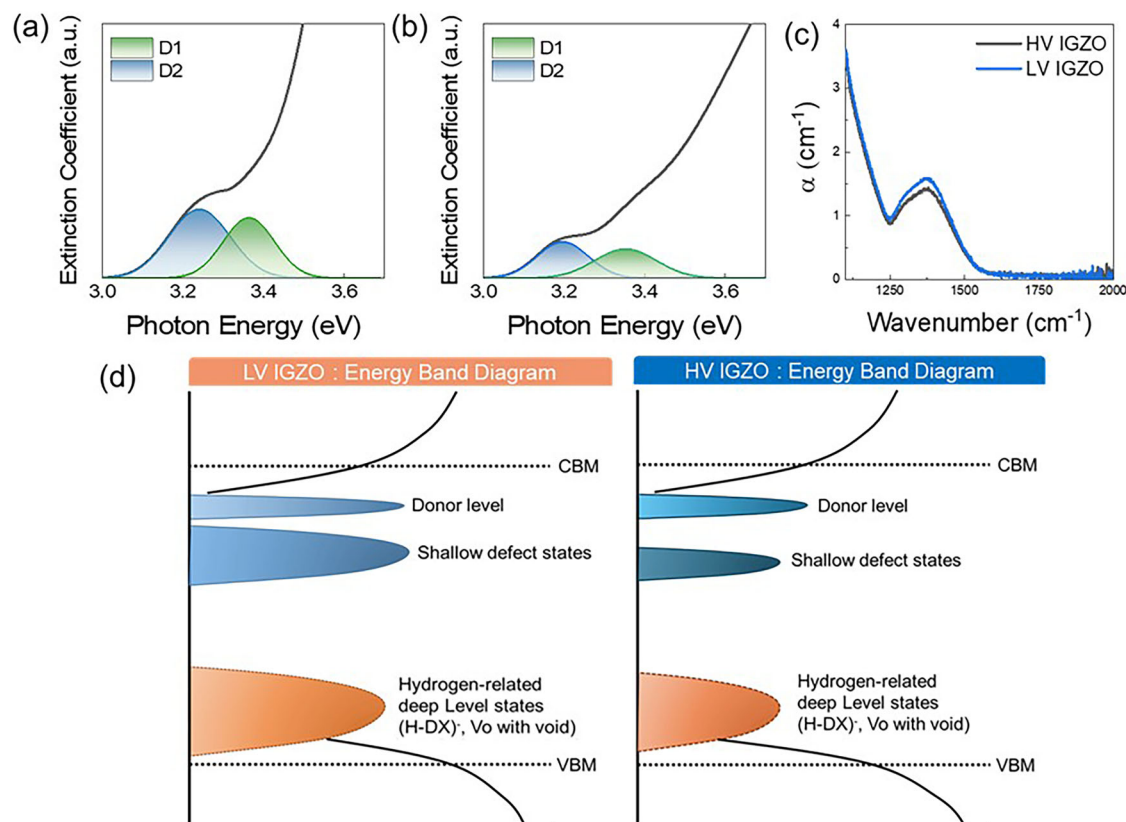 (a)
Extinction Coefficient (a.u.)
D1
D2
3.0 3.2 3.4 3.6
Photon Energy (eV)
(b)
Extinction Coefficient (a.u.)
D1
D2
3.0 3.2 3.4 3.6
Photon Energy (eV)
(c)
α (cm⁻¹)
4
3
2
1
0
HV IGZO
LV IGZO
1250 1500 1750 2000
Wavenumber (cm⁻¹)
(d)
LV IGZO : Energy Band Diagram
CBM
Donor level
Shallow defect states
Hydrogen-related
deep Level states
(H-DX)⁻, Vo with void)
VBM
HV IGZO : Energy Band Diagram
CBM
Donor level
Shallow defect states
Hydrogen-related
deep Level states
(H-DX)⁻, Vo with void)
VBM